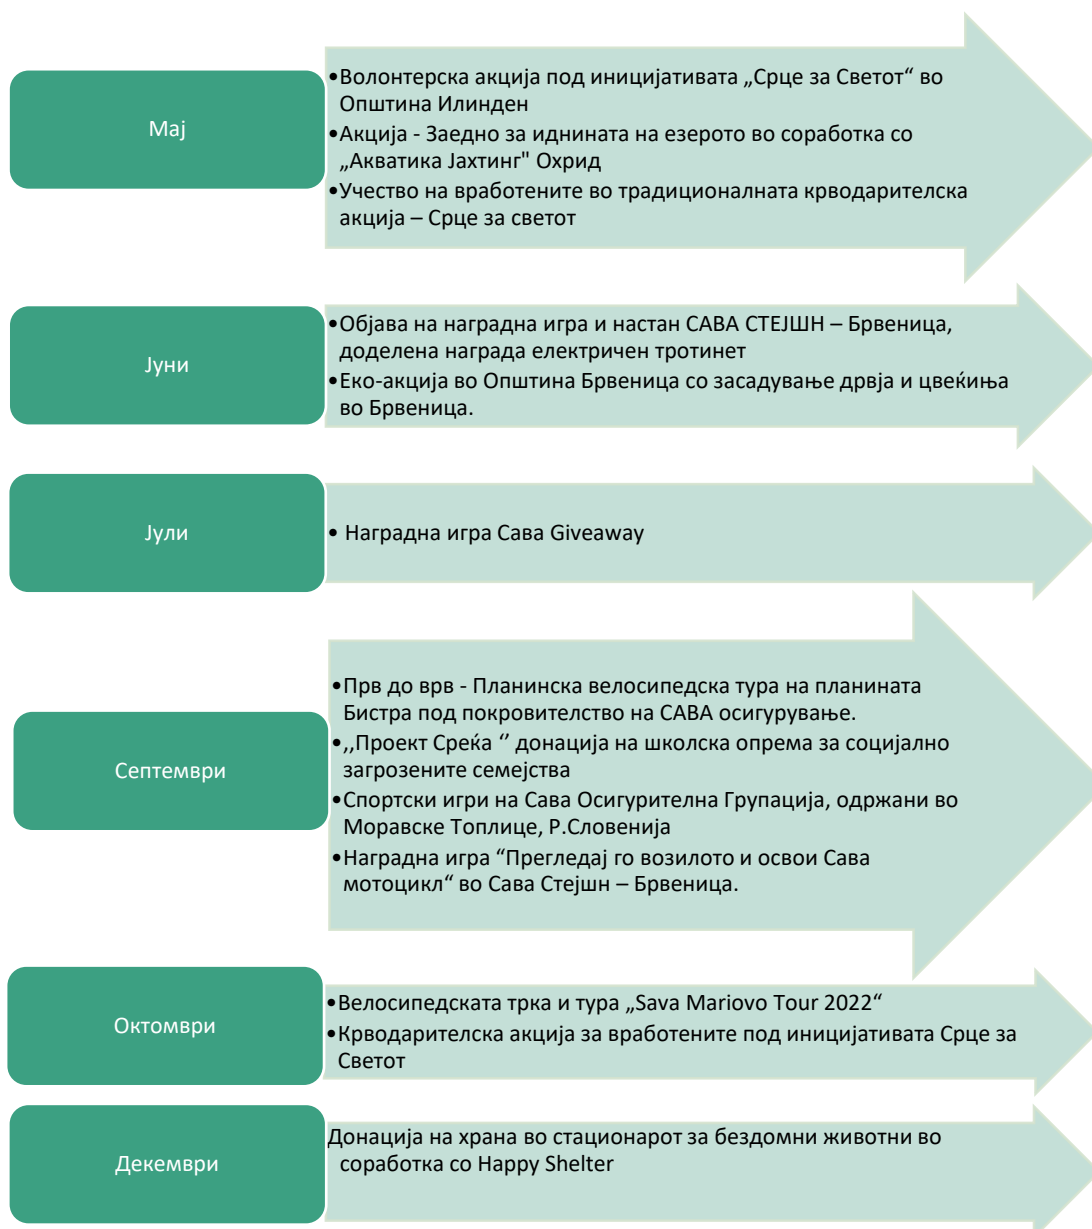 Мај
•Волонтерска акција под иницијативата „Срце за Светот“ во
Општина Илинден
•Акција - Заедно за иднината на езерото во соработка со
„Акватика Јахтинг" Охрид
•Учество на вработените во традиционалната крводарителска
акција – Срце за светот
Јуни
•Објава на наградна игра и настан САВА СТЕЈШН – Брвеница,
доделена награда електричен тротинет
•Еко-акција во Општина Брвеница со засадување дрвја и цвеќиња
во Брвеница.
Јули
• Наградна игра Сава Giveaway
Септември
•Прв до врв - Планинска велосипедска тура на планината
Бистра под покровителство на САВА осигурување.
•,,Проект Среќа ‘’ донација на школска опрема за социјално
загрозените семејства
•Спортски игри на Сава Осигурителна Групација, одржани во
Моравске Топлице, Р.Словенија
•Наградна игра “Прегледај го возилото и освои Сава
мотоцикл“ во Сава Стејшн – Брвеница.
Октомври
•Велосипедската трка и тура „Sava Mariovo Tour 2022“
•Крводарителска акција за вработените под иницијативата Срце за
Светот
Декември
Донација на храна во стационарот за бездомни животни во
соработка со Happy Shelter